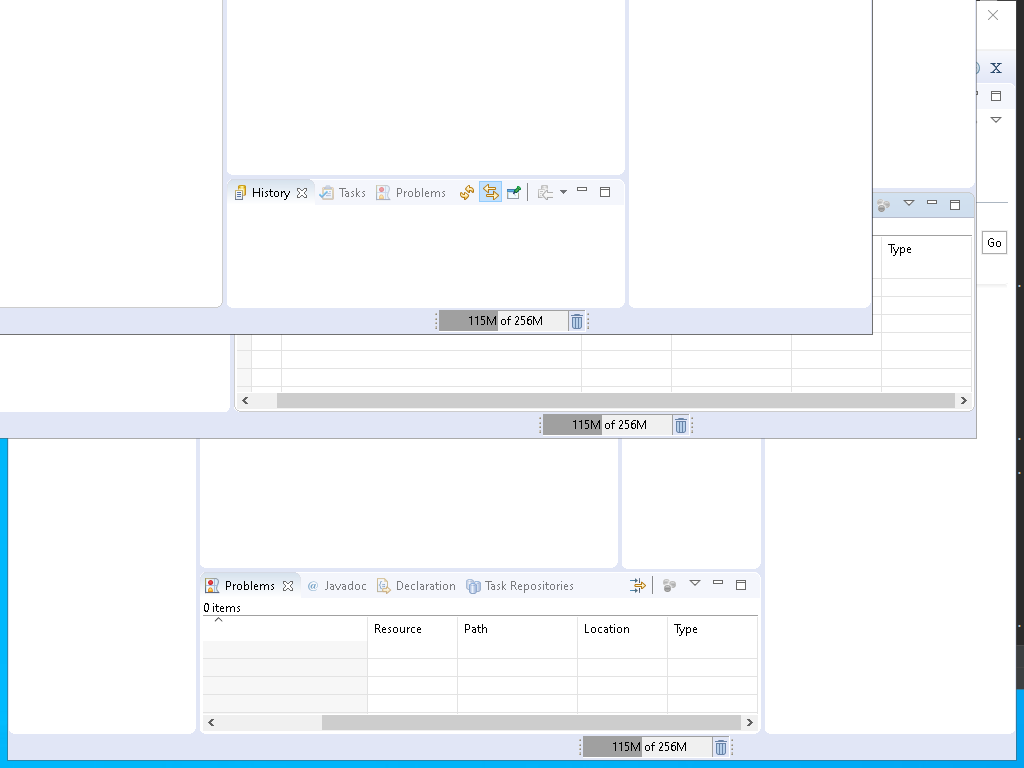 X
History Tasks Problems
Go
Type
115M of 256M
115M of 256M
Problems @ Javadoc Declaration Task Repositories
0 items
Resource Path Location Type
115M of 256M